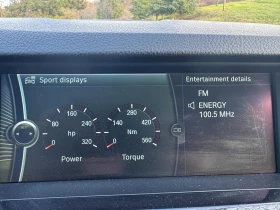 Sport displays
160
80
240
hp
0
320
Power
280
140
420
Nm
0
560
Torque
Entertainment details
FM
ENERGY
100.5 MHz